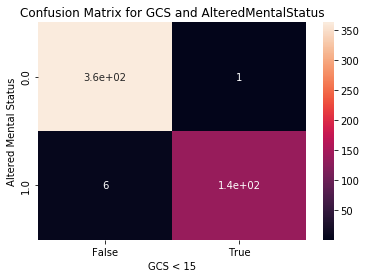 Confusion Matrix for GCS and AlteredMentalStatus
Altered Mental Status
0.0
3.6e+02
1
1.0
6
1.4e+02
False
True
GCS < 15
350
300
250
200
150
100
50